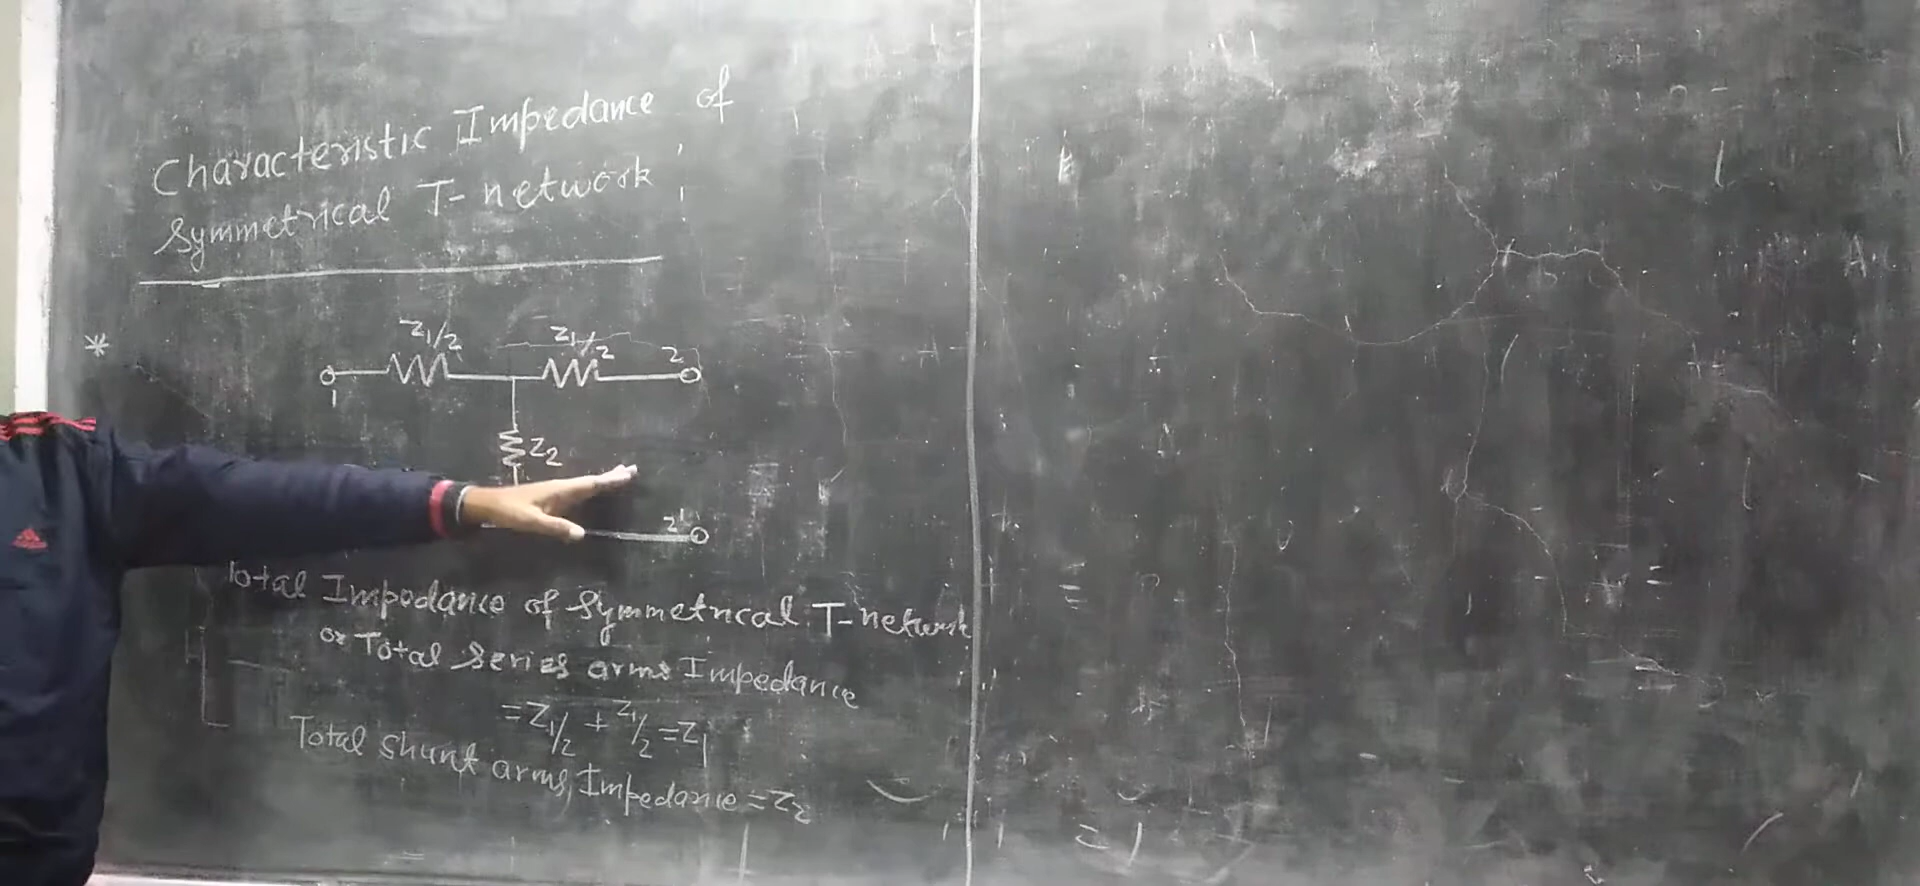 Characteristic Impedance of
Symmetrical T-network
*
Z1/2
Z1/2
2
1
Z2
2'
Total Impedance of Symmetrical T-network
or Total Series arms Impedance
= Z1/2 + Z1/2 = Z1
Total shunt arms, Impedance = Z2